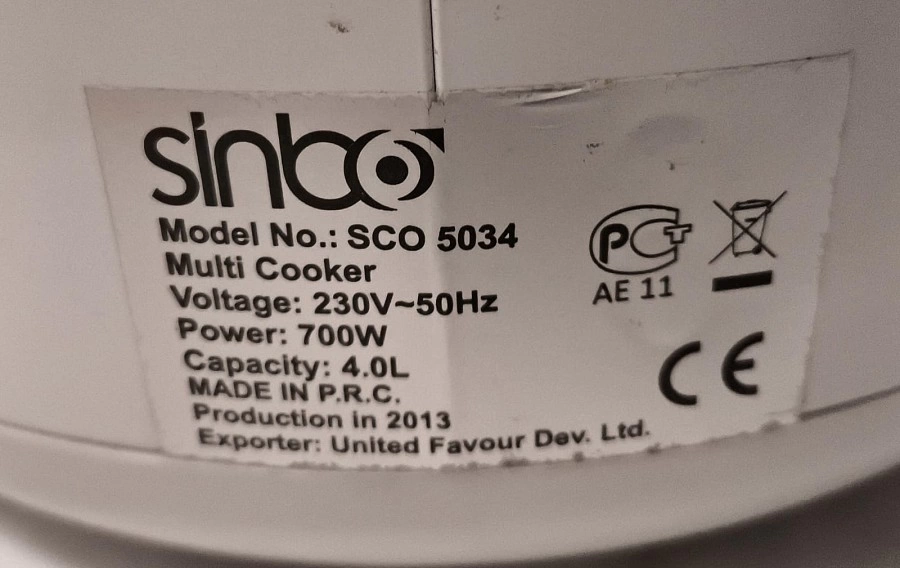 sinbo
Model No.: SCO 5034
Multi Cooker
Voltage: 230V~50Hz
Power: 700W
Capacity: 4.0L
MADE IN P.R.C.
Production in 2013
Exporter: United Favour Dev. Ltd.
PCT
AE 11
CE